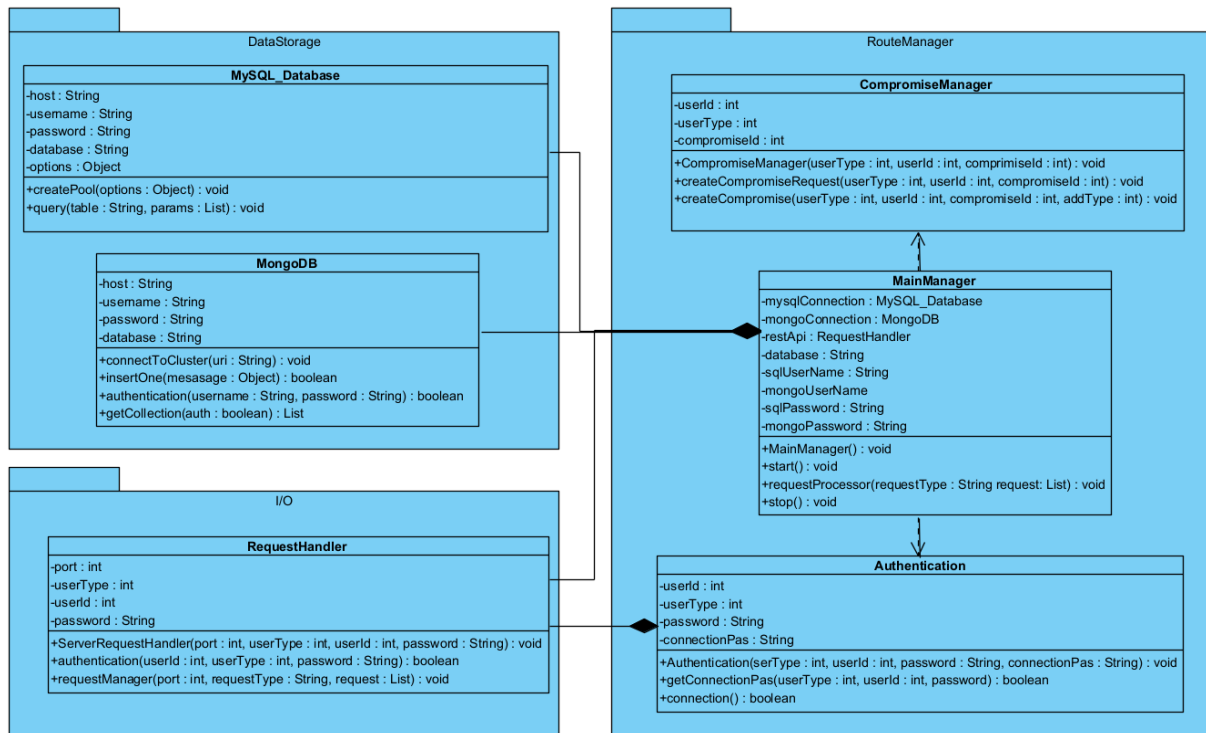 DataStorage
MySQL_Database
-host : String
-username : String
-password : String
-database : String
-options : Object
+createPool(options : Object) : void
+query(table : String, params : List) : void
MongoDB
-host : String
-username : String
-password : String
-database : String
+connectToCluster(uri : String) : void
+insertOne(mesasage : Object) : boolean
+authentication(username : String, password : String) : boolean
+getCollection(auth : boolean) : List
I/O
RequestHandler
-port : int
-userType : int
-userId : int
-password : String
+ServerRequestHandler(port : int, userType : int, userId : int, password : String) : void
+authentication(userId : int, userType : int, password : String) : boolean
+requestManager(port : int, requestType : String, request : List) : void
RouteManager
CompromiseManager
-userId : int
-userType : int
-compromiseId : int
+CompromiseManager(userType : int, userId : int, comprimiseId : int) : void
+createCompromiseRequest(userType : int, userId : int, compromiseId : int) : void
+createCompromise(userType : int, userId : int, compromiseId : int, addType : int) : void
MainManager
-mysqlConnection : MySQL_Database
-mongoConnection : MongoDB
-restApi : RequestHandler
-database : String
-sqlUserName : String
-mongoUserName
-sqlPassword : String
-mongoPassword : String
+MainManager() : void
+start() : void
+requestProcessor(requestType : String request: List) : void
+stop() : void
Authentication
-userId : int
-userType : int
-password : String
-connectionPas : String
+Authentication(serType : int, userId : int, password : String, connectionPas : String) : void
+getConnectionPas(userType : int, userId : int, password) : boolean
+connection() : boolean